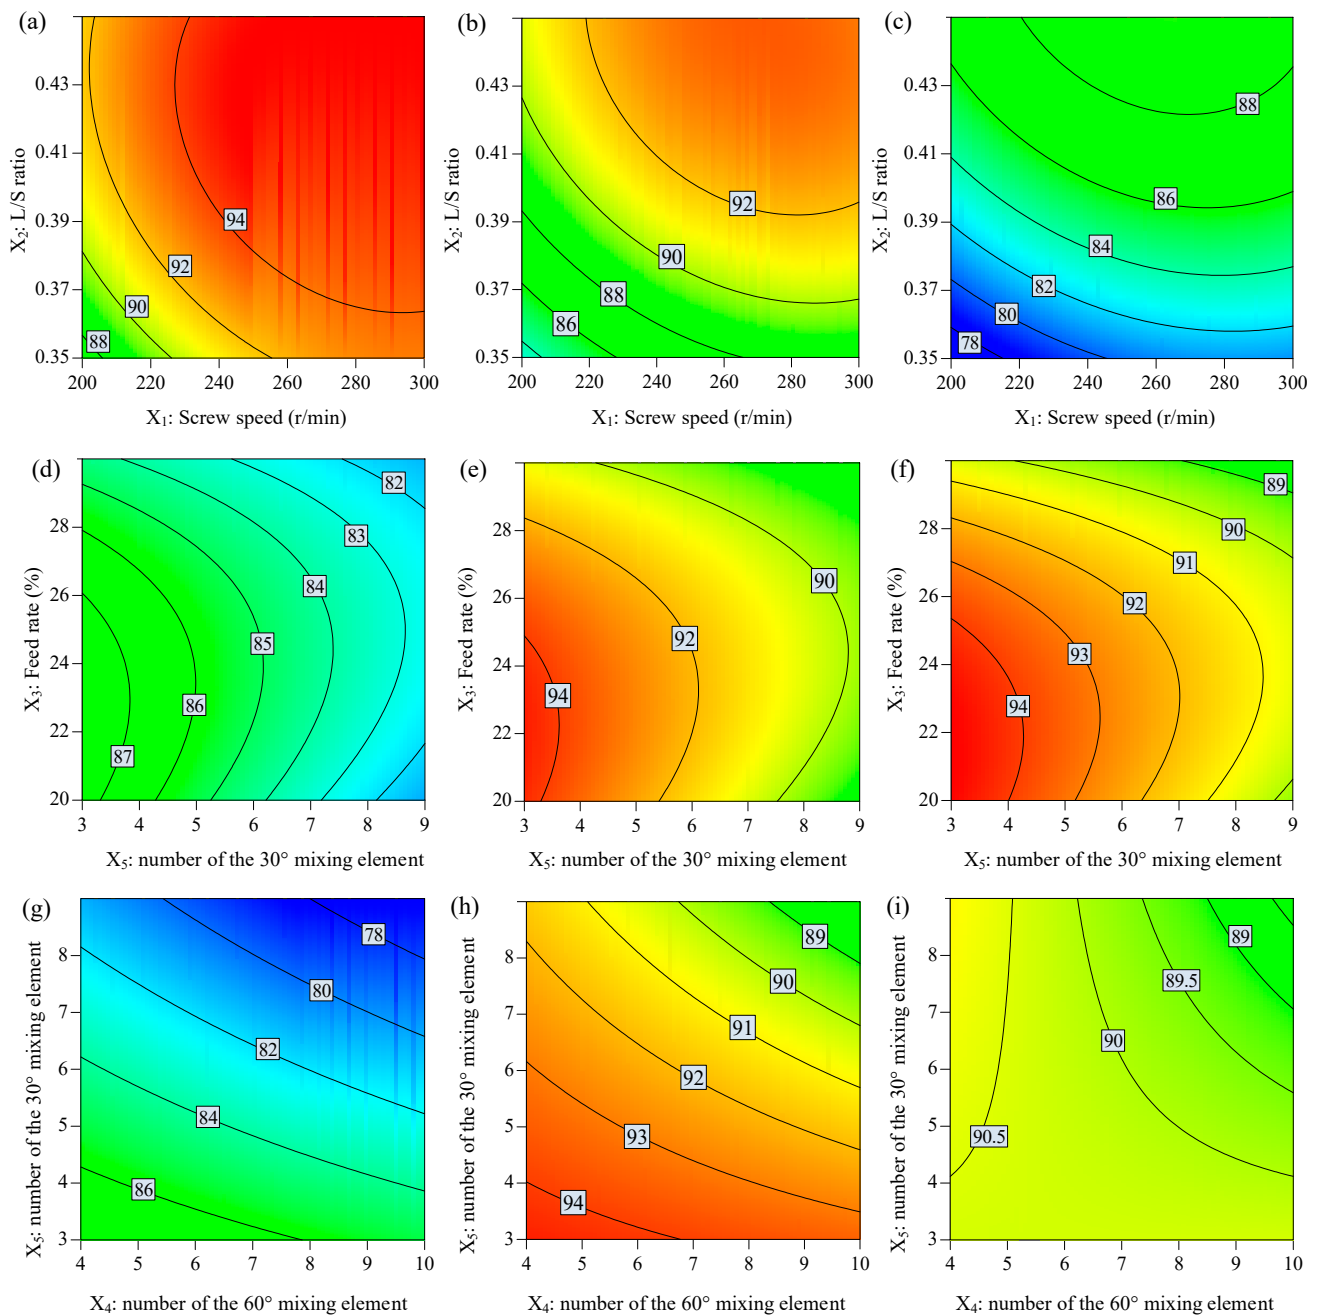 (a)
X₂: L/S ratio
0.43
0.41
0.39
0.37
0.35
94
92
90
88
200 220 240 260 280 300
X₁: Screw speed (r/min)
(b)
X₂: L/S ratio
0.43
0.41
0.39
0.37
0.35
92
90
88
86
200 220 240 260 280 300
X₁: Screw speed (r/min)
(c)
X₂: L/S ratio
0.43
0.41
0.39
0.37
0.35
88
86
84
82
80
78
200 220 240 260 280 300
X₁: Screw speed (r/min)
(d)
X₃: Feed rate (%)
28
26
24
22
20
82
83
84
85
86
87
3 4 5 6 7 8 9
X₅: number of the 30° mixing element
(e)
X₃: Feed rate (%)
28
26
24
22
20
90
92
94
3 4 5 6 7 8 9
X₅: number of the 30° mixing element
(f)
X₃: Feed rate (%)
28
26
24
22
20
89
90
91
92
93
94
3 4 5 6 7 8 9
X₅: number of the 30° mixing element
(g)
X₅: number of the 30° mixing element
8
7
6
5
4
3
78
80
82
84
86
4 5 6 7 8 9 10
X₄: number of the 60° mixing element
(h)
X₅: number of the 30° mixing element
8
7
6
5
4
3
89
90
91
92
93
94
4 5 6 7 8 9 10
X₄: number of the 60° mixing element
(i)
X₅: number of the 30° mixing element
8
7
6
5
4
3
89
89.5
90
90.5
4 5 6 7 8 9 10
X₄: number of the 60° mixing element